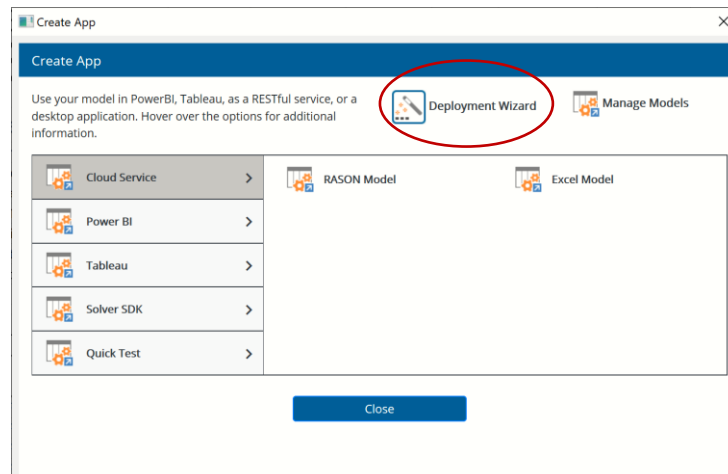 Create App
Create App
Use your model in PowerBI, Tableau, as a RESTful service, or a
desktop application. Hover over the options for additional
information.
Deployment Wizard
Manage Models
Cloud Service
RASON Model
Excel Model
Power BI
Tableau
Solver SDK
Quick Test
Close